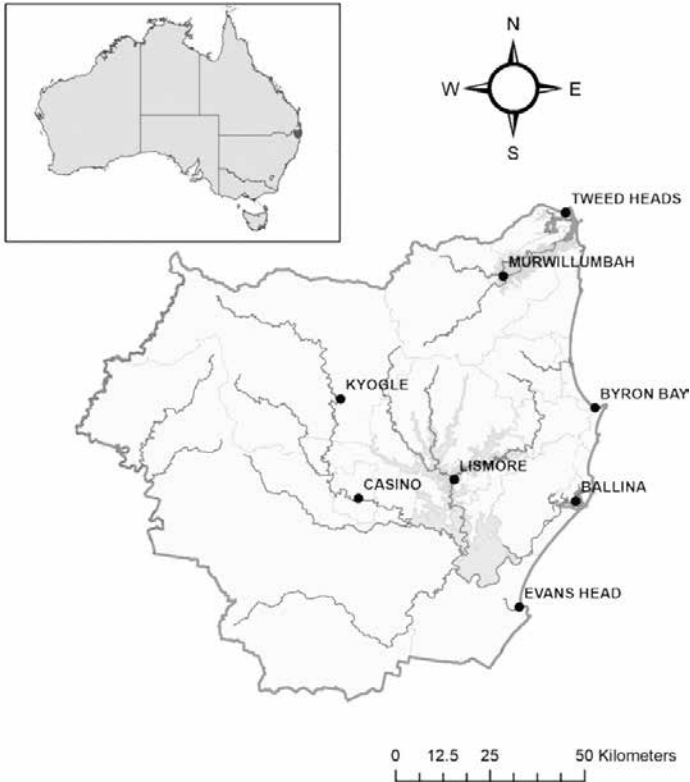 N
W E
S
TWEED HEADS
MURWILLUMBAH
KYOGLE
BYRON BAY
LISMORE
CASINO
BALLINA
EVANS HEAD
0 12.5 25 50 Kilometers